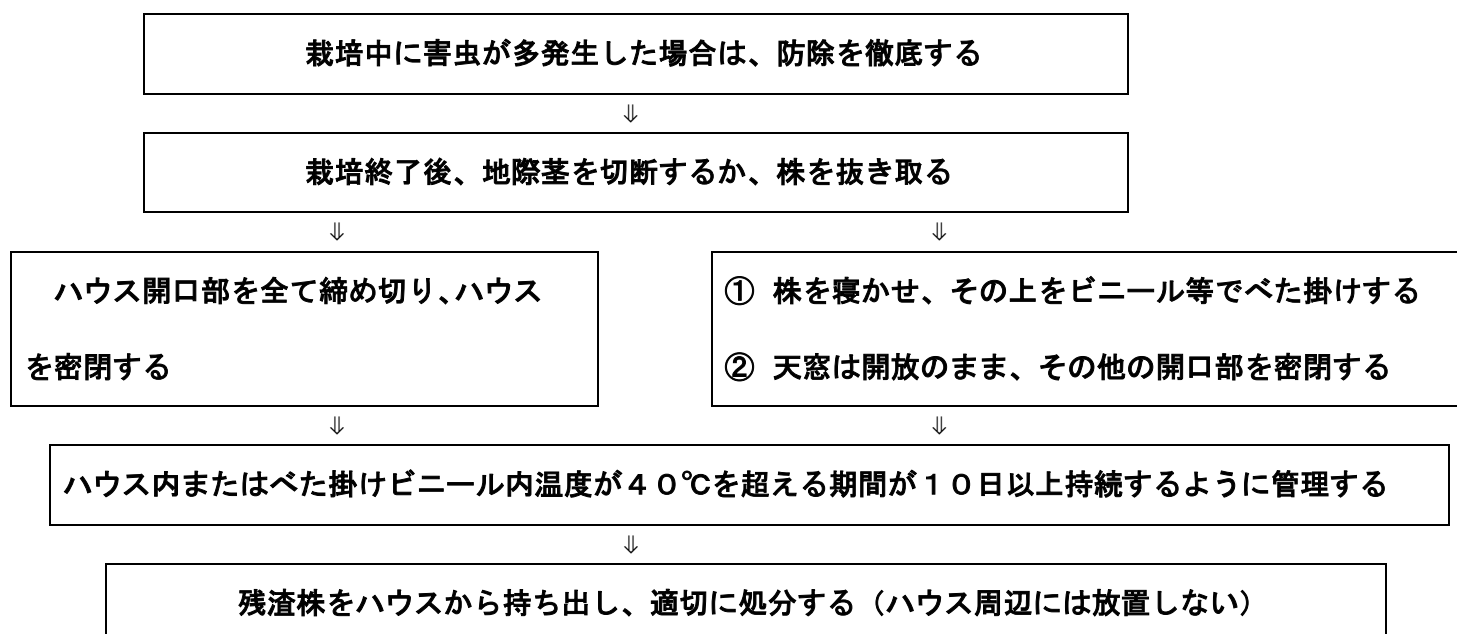 栽培中に害虫が多発生した場合は、防除を徹底する
⇓
栽培終了後、地際茎を切断するか、株を抜き取る
⇓ ⇓
ハウス開口部を全て締め切り、ハウス
を密閉する
① 株を寝かせ、その上をビニール等でべた掛けする
② 天窓は開放のまま、その他の開口部を密閉する
⇓ ⇓
ハウス内またはべた掛けビニール内温度が４０℃を超える期間が１０日以上持続するように管理する
⇓
残渣株をハウスから持ち出し、適切に処分する（ハウス周辺には放置しない）